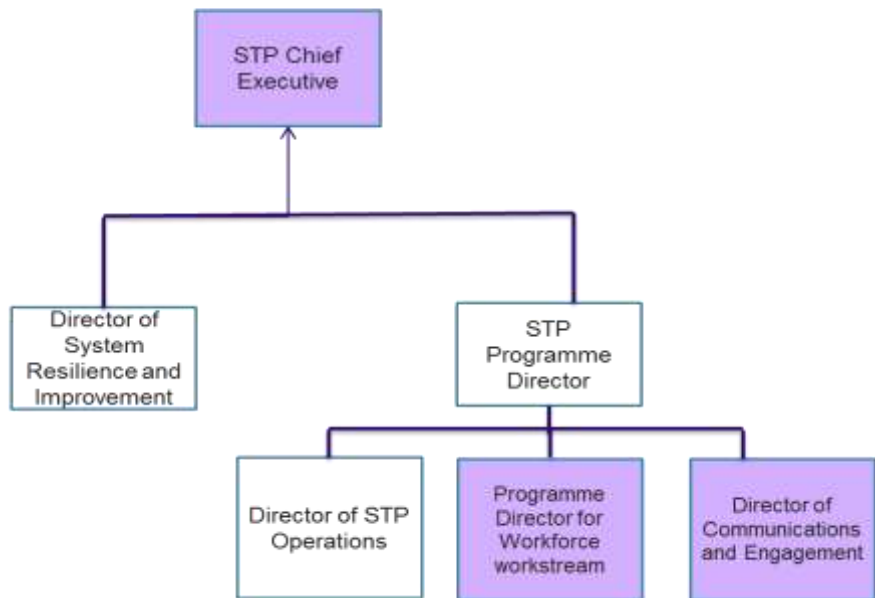 STP Chief
Executive
Director of
System
Resilience and
Improvement
STP
Programme
Director
Director of STP
Operations
Programme
Director for
Workforce
workstream
Director of
Communications
and Engagement